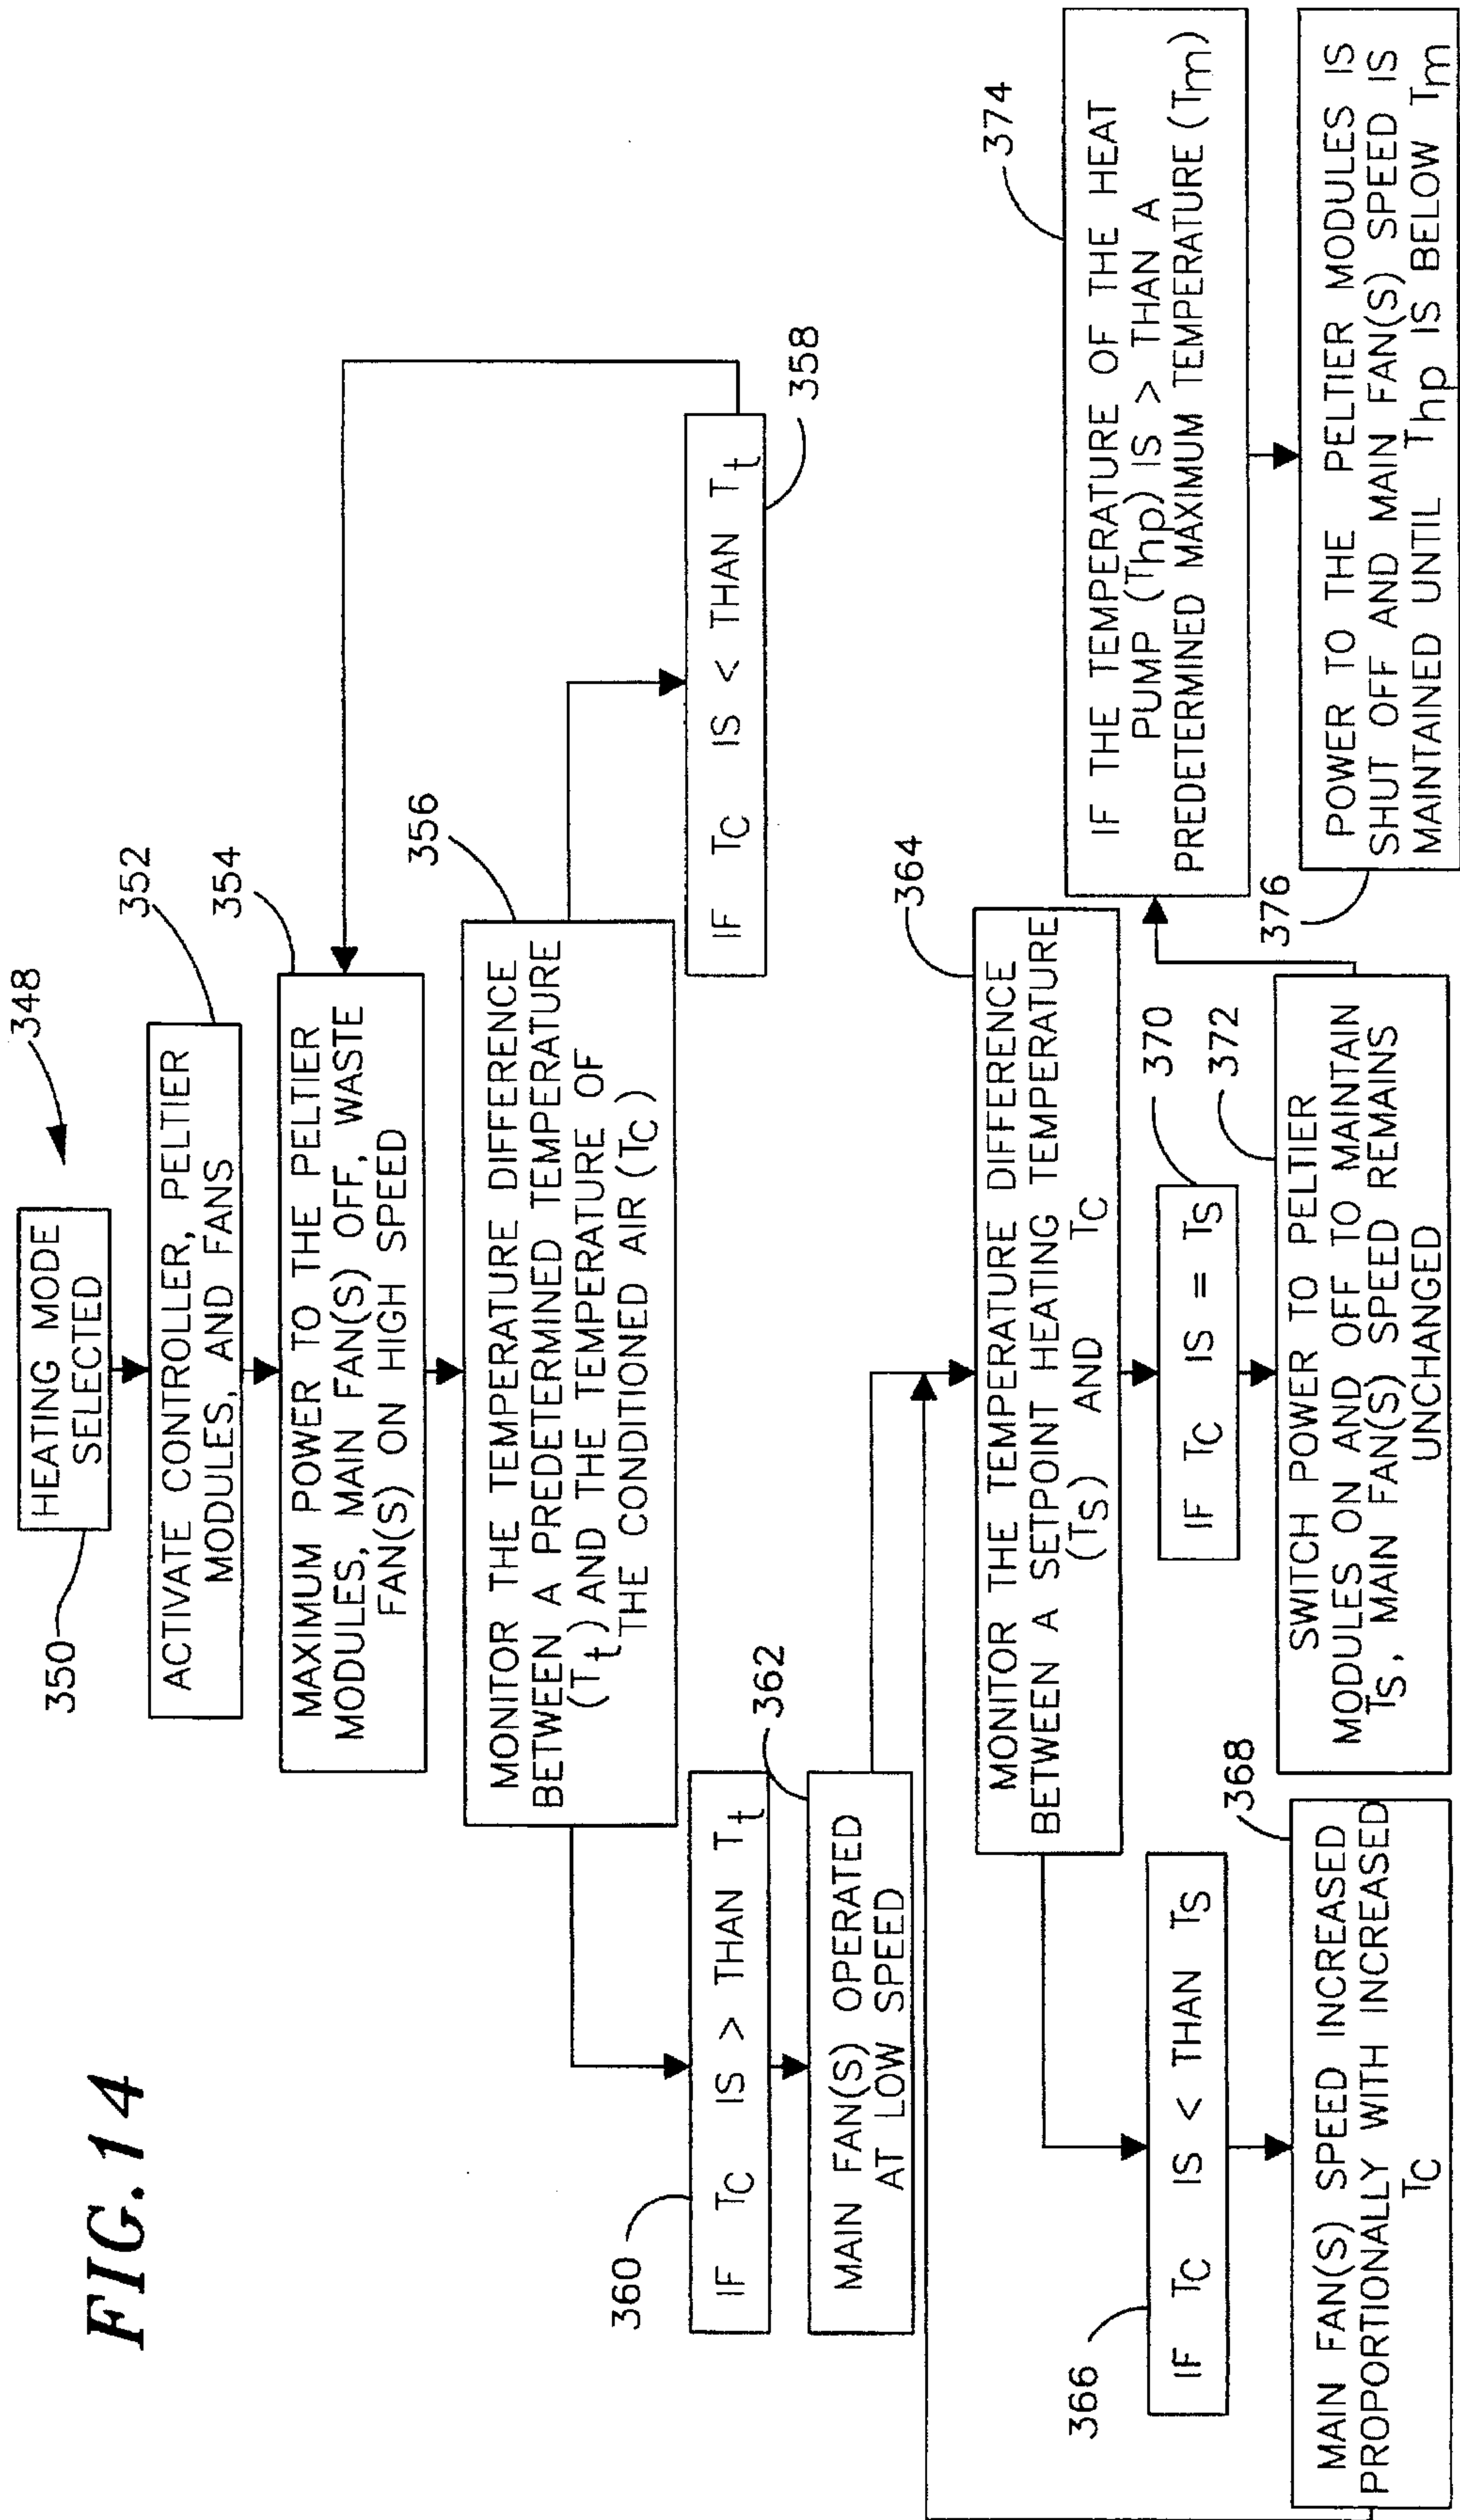 FIG.14
348
350
HEATING MODE
SELECTED
352
ACTIVATE CONTROLLER, PELTIER
MODULES, AND FANS
354
MAXIMUM POWER TO THE PELTIER
MODULES, MAIN FAN(S) OFF, WASTE
FAN(S) ON HIGH SPEED
356
MONITOR THE TEMPERATURE DIFFERENCE
BETWEEN A PREDETERMINED TEMPERATURE
(Tt) AND THE TEMPERATURE OF
THE CONDITIONED AIR (TC)
360
IF TC IS > THAN Tt
358
IF TC IS < THAN Tt
362
MAIN FAN(S) OPERATED
AT LOW SPEED
364
MONITOR THE TEMPERATURE DIFFERENCE
BETWEEN A SETPOINT HEATING TEMPERATURE
(TS) AND TC
366
IF TC IS < THAN TS
368
MAIN FAN(S) SPEED INCREASED
PROPORTIONALLY WITH INCREASED
TC
370
IF TC IS = TS
372
SWITCH POWER TO PELTIER
MODULES ON AND OFF TO MAINTAIN
TS, MAIN FAN(S) SPEED REMAINS
UNCHANGED
374
IF THE TEMPERATURE OF THE HEAT
PUMP (Thp) IS > THAN A
PREDETERMINED MAXIMUM TEMPERATURE (Tm)
376
POWER TO THE PELTIER MODULES IS
SHUT OFF AND MAIN FAN(S) SPEED IS
MAINTAINED UNTIL Thp IS BELOW Tm